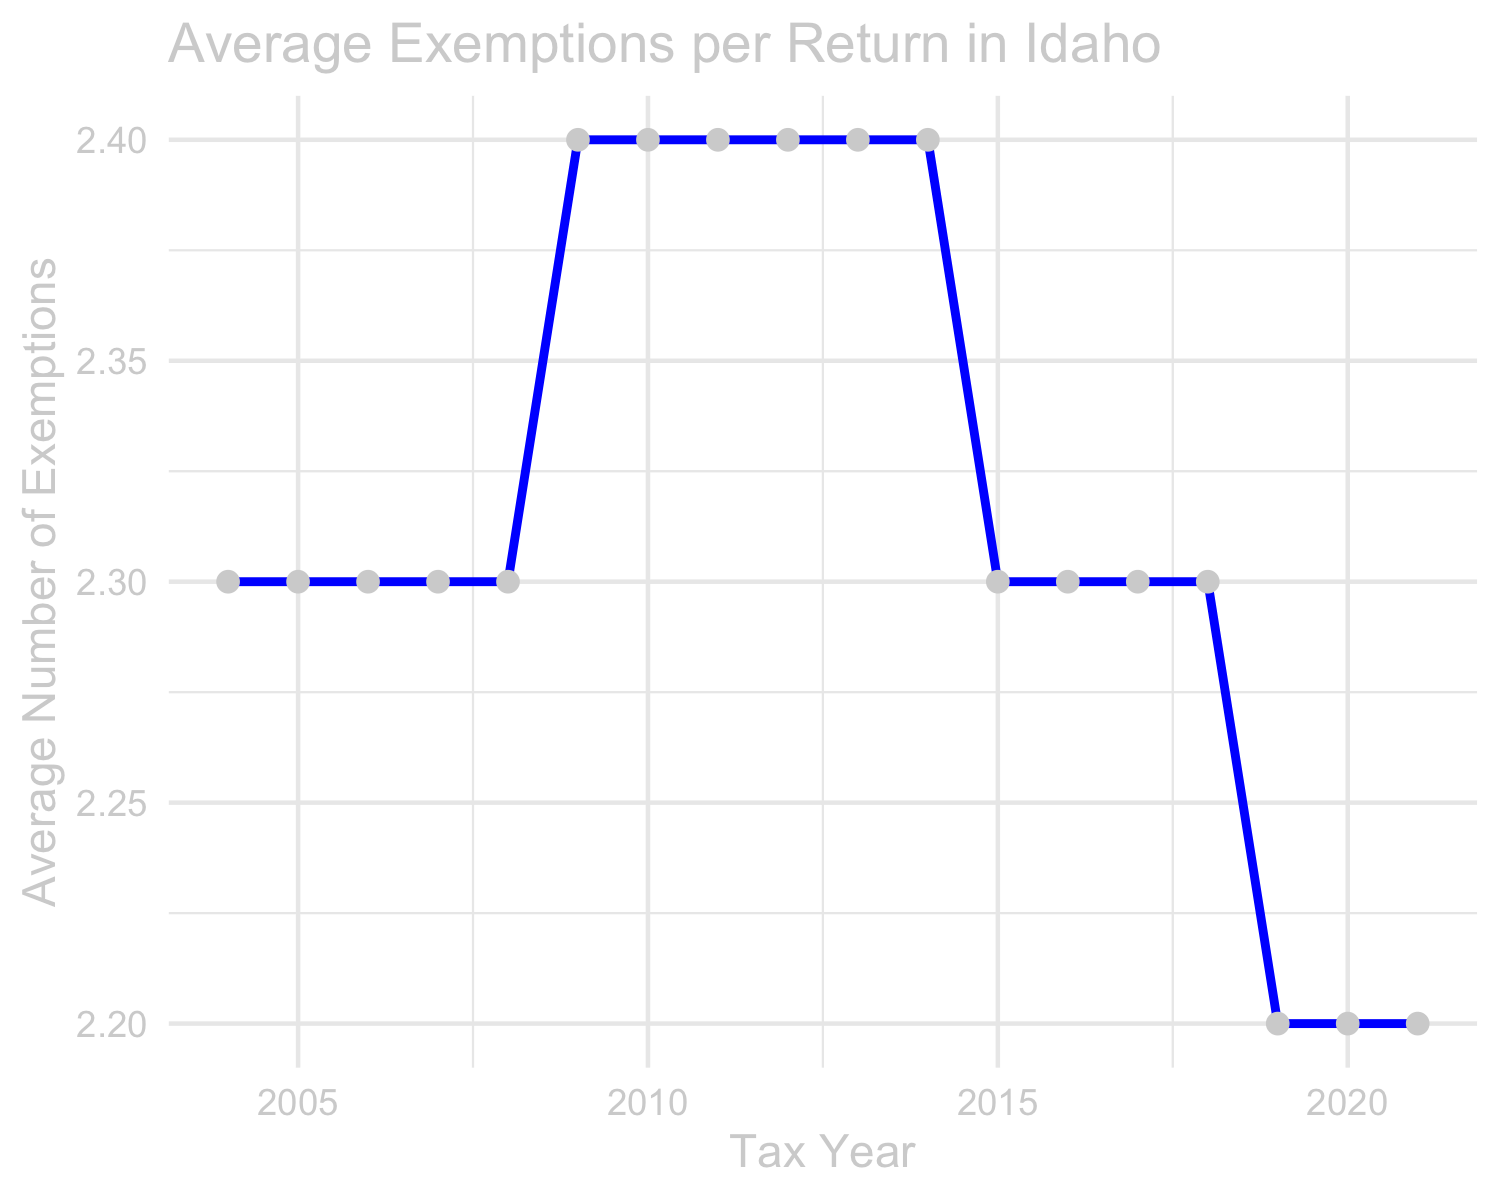 Average Exemptions per Return in Idaho
Average Number of Exemptions
2.40
2.35
2.30
2.25
2.20
2005 2010 2015 2020
Tax Year